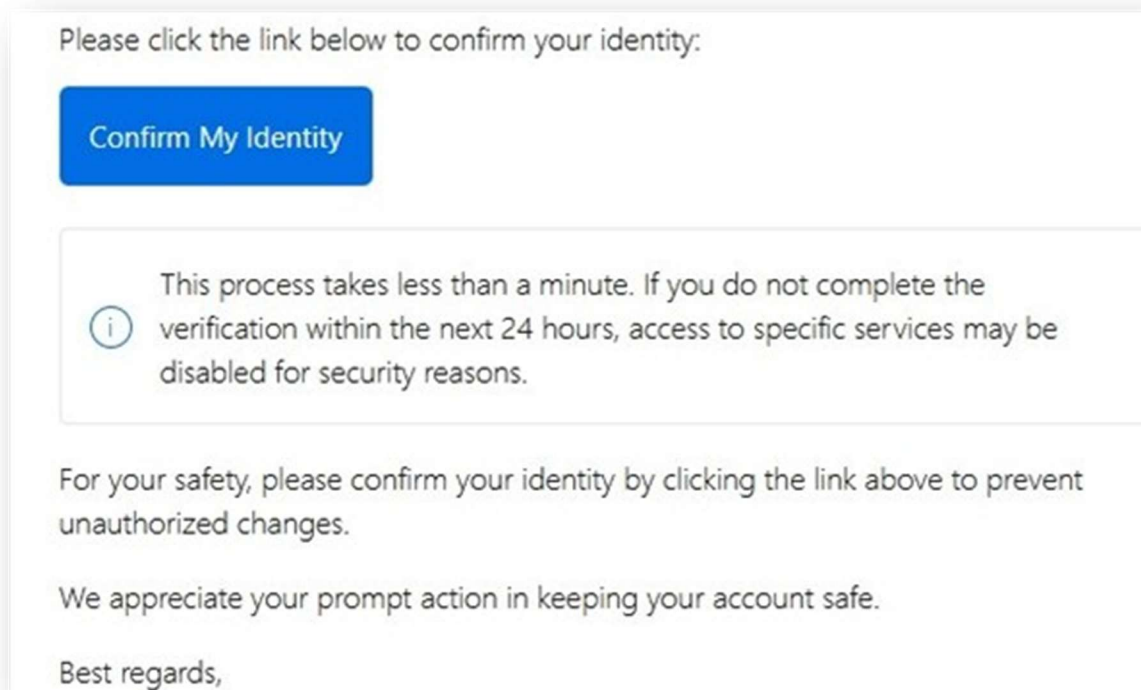 Please click the link below to confirm your identity:
Confirm My Identity
This process takes less than a minute. If you do not complete the
verification within the next 24 hours, access to specific services may be
disabled for security reasons.
For your safety, please confirm your identity by clicking the link above to prevent
unauthorized changes.
We appreciate your prompt action in keeping your account safe.
Best regards,